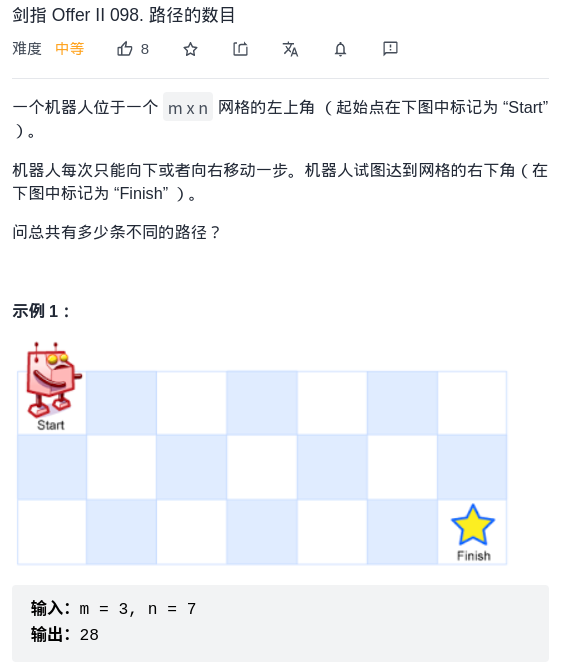 剑指 Offer II 098. 路径的数目
难度 中等 8
一个机器人位于一个 m x n 网格的左上角 （起始点在下图中标记为 “Start”
）。
机器人每次只能向下或者向右移动一步。机器人试图达到网格的右下角（在
下图中标记为 “Finish” ）。
问总共有多少条不同的路径？
示例 1：
Start
Finish
输入：m = 3, n = 7
输出：28